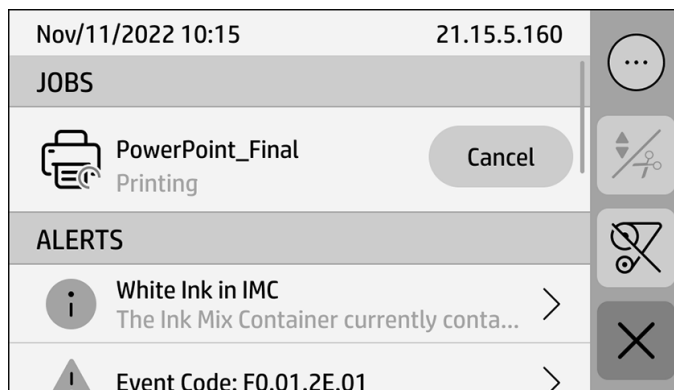 Nov/11/2022 10:15 21.15.5.160
JOBS
PowerPoint_Final
Printing
Cancel
ALERTS
White Ink in IMC
The Ink Mix Container currently conta...
Event Code: F0.01.2E.01